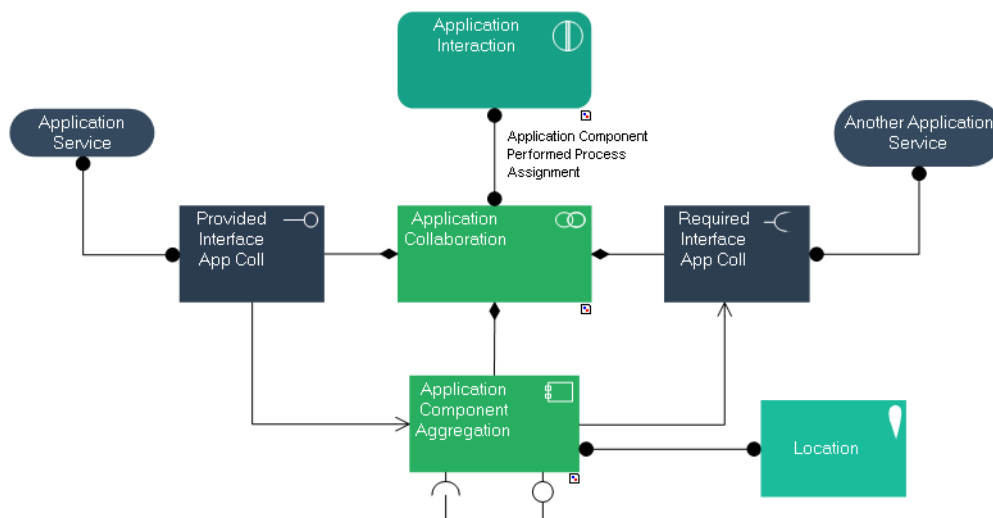 Application
Interaction
Application
Service
Application Component
Performed Process
Assignment
Another Application
Service
Provided
Interface
App Coll
Application
Collaboration
Required
Interface
App Coll
Application
Component
Aggregation
Location